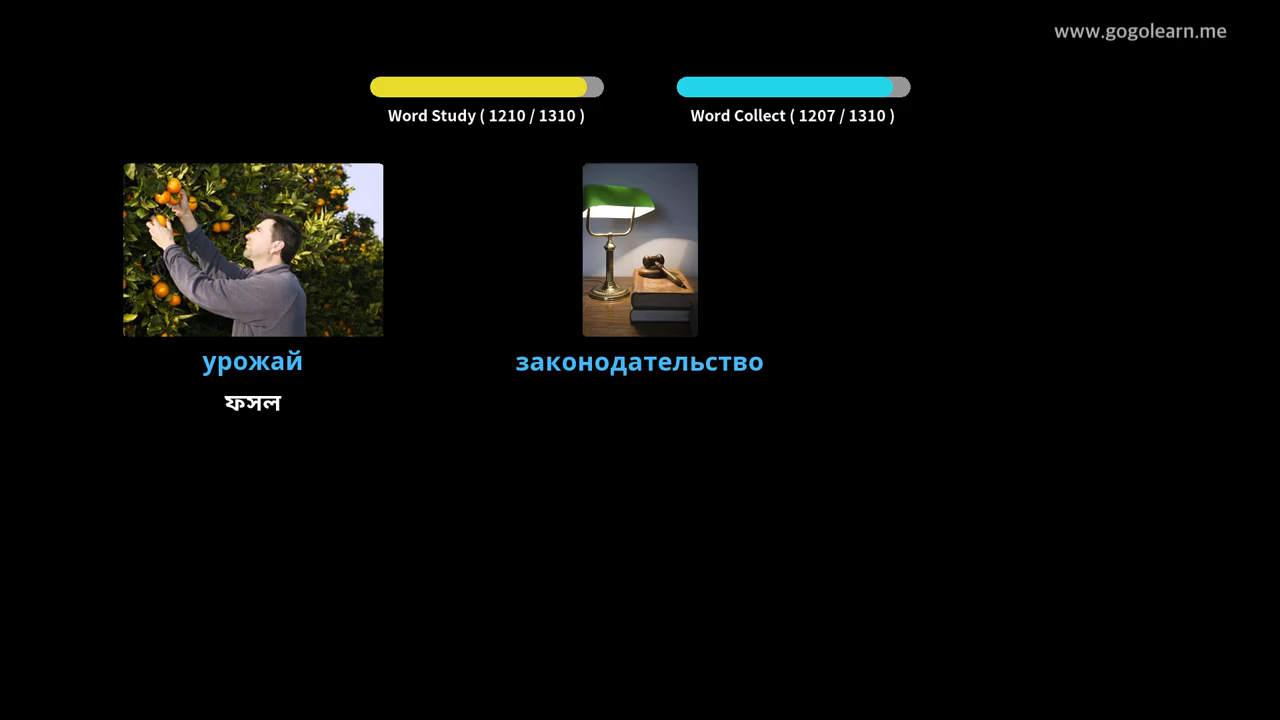 www.gogolearn.me
Word Study ( 1210 / 1310 )
Word Collect ( 1207 / 1310 )
урожай
законодательство
ফসল